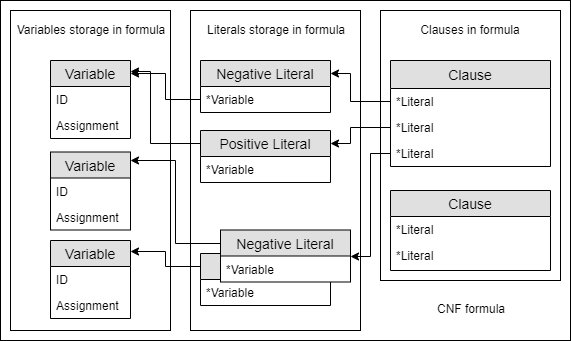 Variables storage in formula
Variable
ID
Assignment
Variable
ID
Assignment
Variable
ID
Assignment
Literals storage in formula
Negative Literal
*Variable
Positive Literal
*Variable
Negative Literal
*Variable
*Variable
Clauses in formula
Clause
*Literal
*Literal
*Literal
Clause
*Literal
*Literal
CNF formula